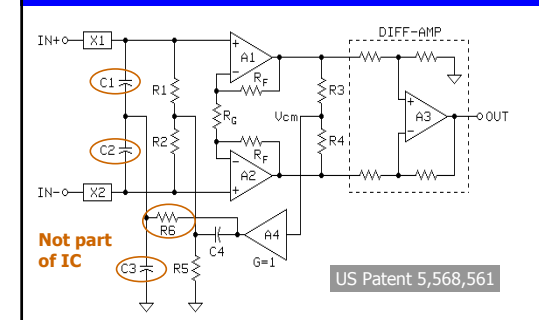 DIFF-AMP
IN+ X1
+
A1
−
C1
R1
RF
R3
+
A3
−
OUT
RG
Vcm
C2
R2
RF
R4
−
A2
+
IN- X2
R6
Not part
of IC
C4
A4
G=1
C3
R5
US Patent 5,568,561